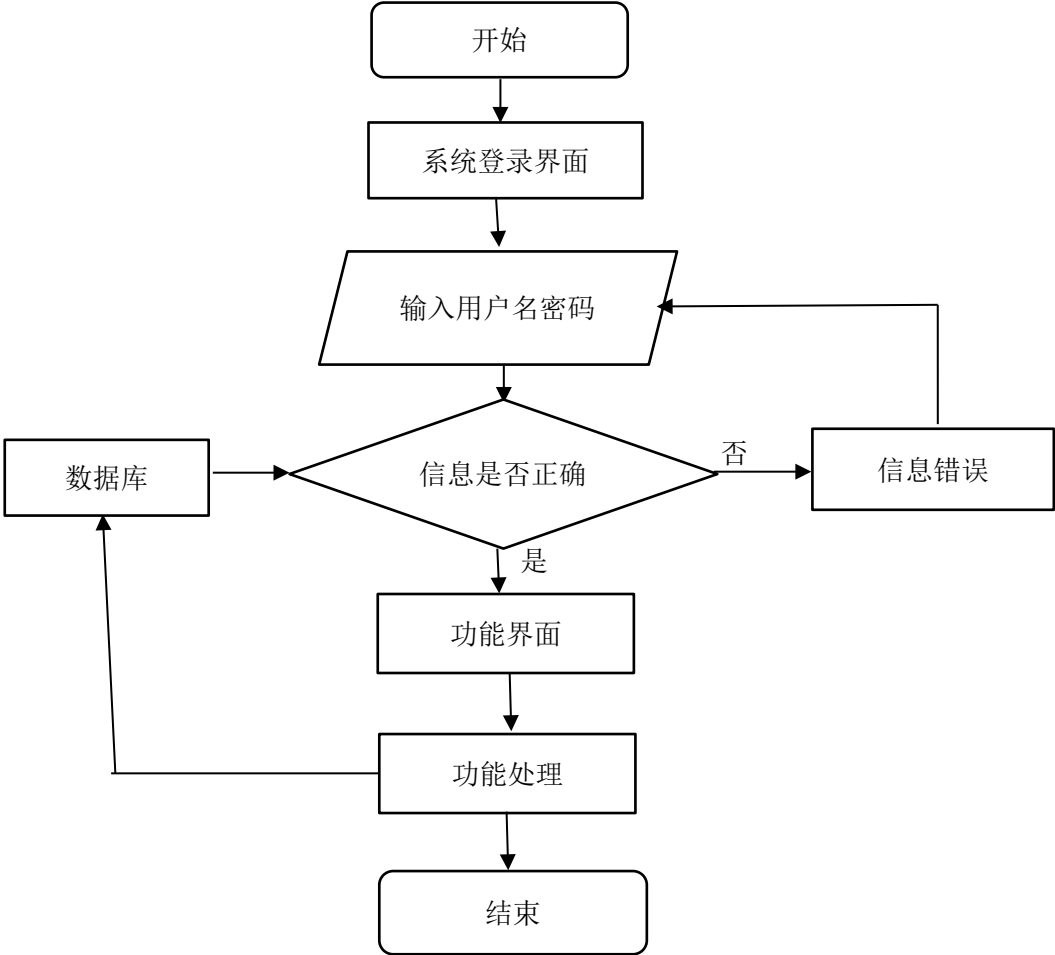 开始
系统登录界面
输入用户名密码
数据库
信息是否正确
否
信息错误
是
功能界面
功能处理
结束